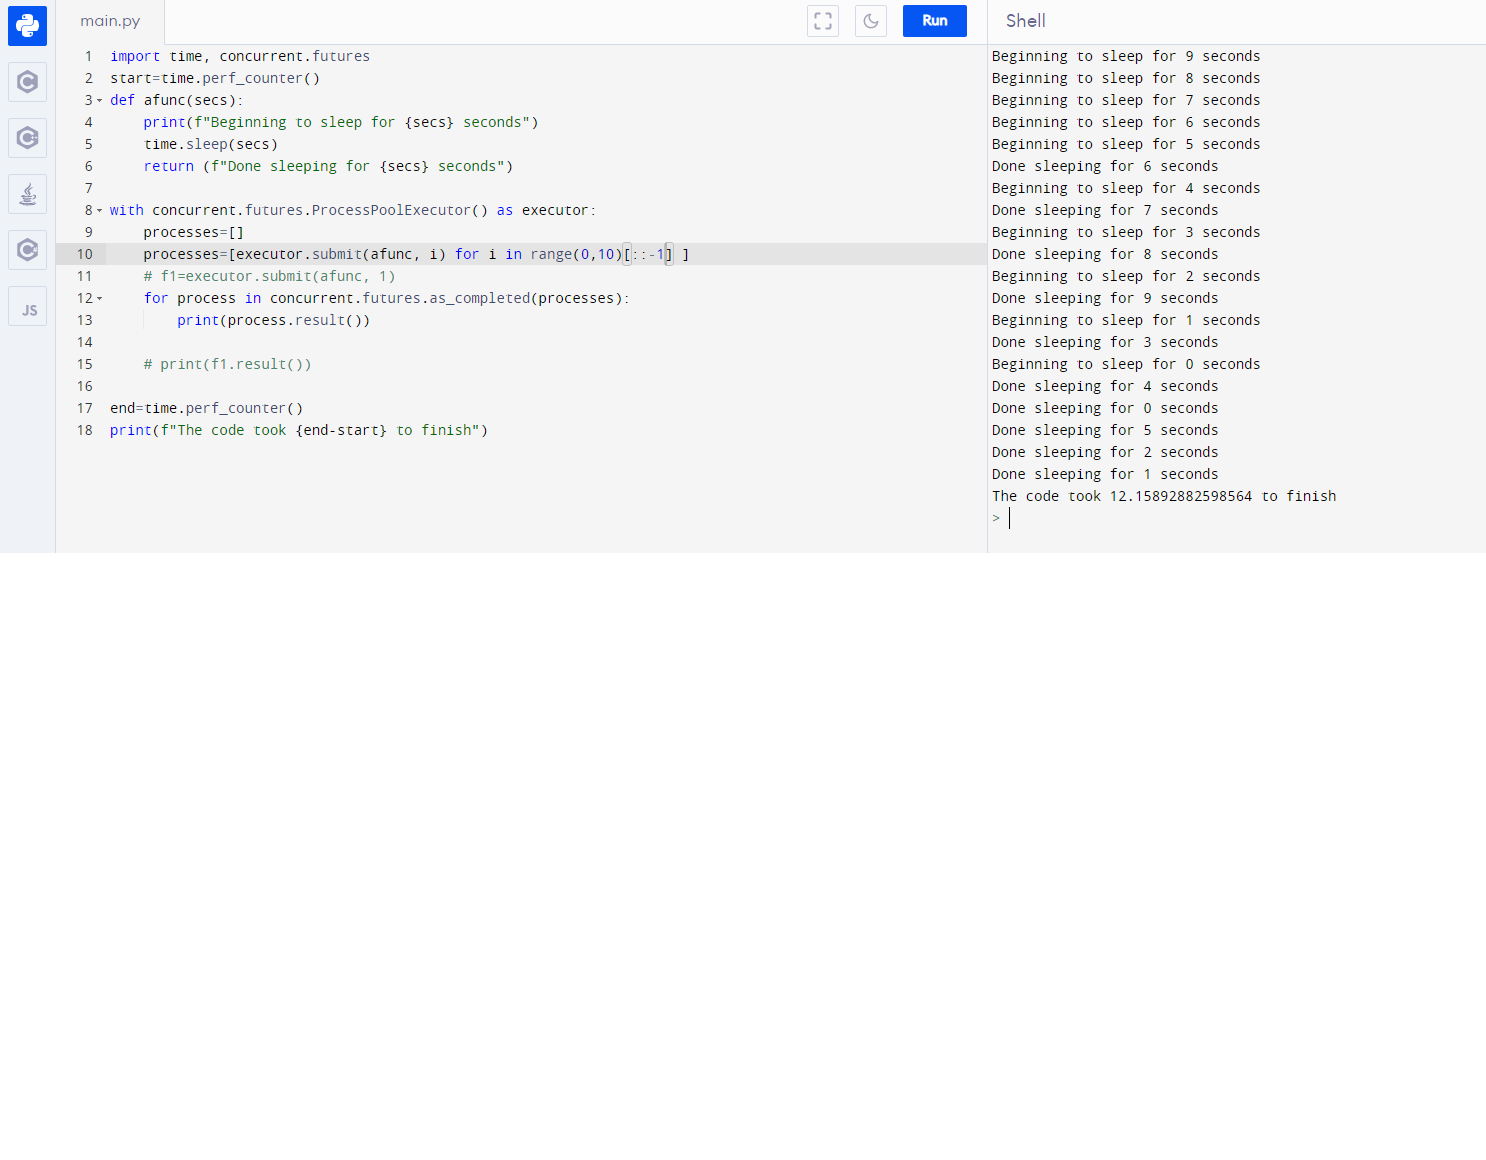 main.py
Run
Shell
1 import time, concurrent.futures
2 start=time.perf_counter()
3 def afunc(secs):
4     print(f"Beginning to sleep for {secs} seconds")
5     time.sleep(secs)
6     return (f"Done sleeping for {secs} seconds")
7
8 with concurrent.futures.ProcessPoolExecutor() as executor:
9     processes=[]
10     processes=[executor.submit(afunc, i) for i in range(0,10)[::-1] ]
11     # f1=executor.submit(afunc, 1)
12     for process in concurrent.futures.as_completed(processes):
13         print(process.result())
14
15     # print(f1.result())
16
17 end=time.perf_counter()
18 print(f"The code took {end-start} to finish")
JS
Beginning to sleep for 9 seconds
Beginning to sleep for 8 seconds
Beginning to sleep for 7 seconds
Beginning to sleep for 6 seconds
Beginning to sleep for 5 seconds
Done sleeping for 6 seconds
Beginning to sleep for 4 seconds
Done sleeping for 7 seconds
Beginning to sleep for 3 seconds
Done sleeping for 8 seconds
Beginning to sleep for 2 seconds
Done sleeping for 9 seconds
Beginning to sleep for 1 seconds
Done sleeping for 3 seconds
Beginning to sleep for 0 seconds
Done sleeping for 4 seconds
Done sleeping for 0 seconds
Done sleeping for 5 seconds
Done sleeping for 2 seconds
Done sleeping for 1 seconds
The code took 12.15892882598564 to finish
>